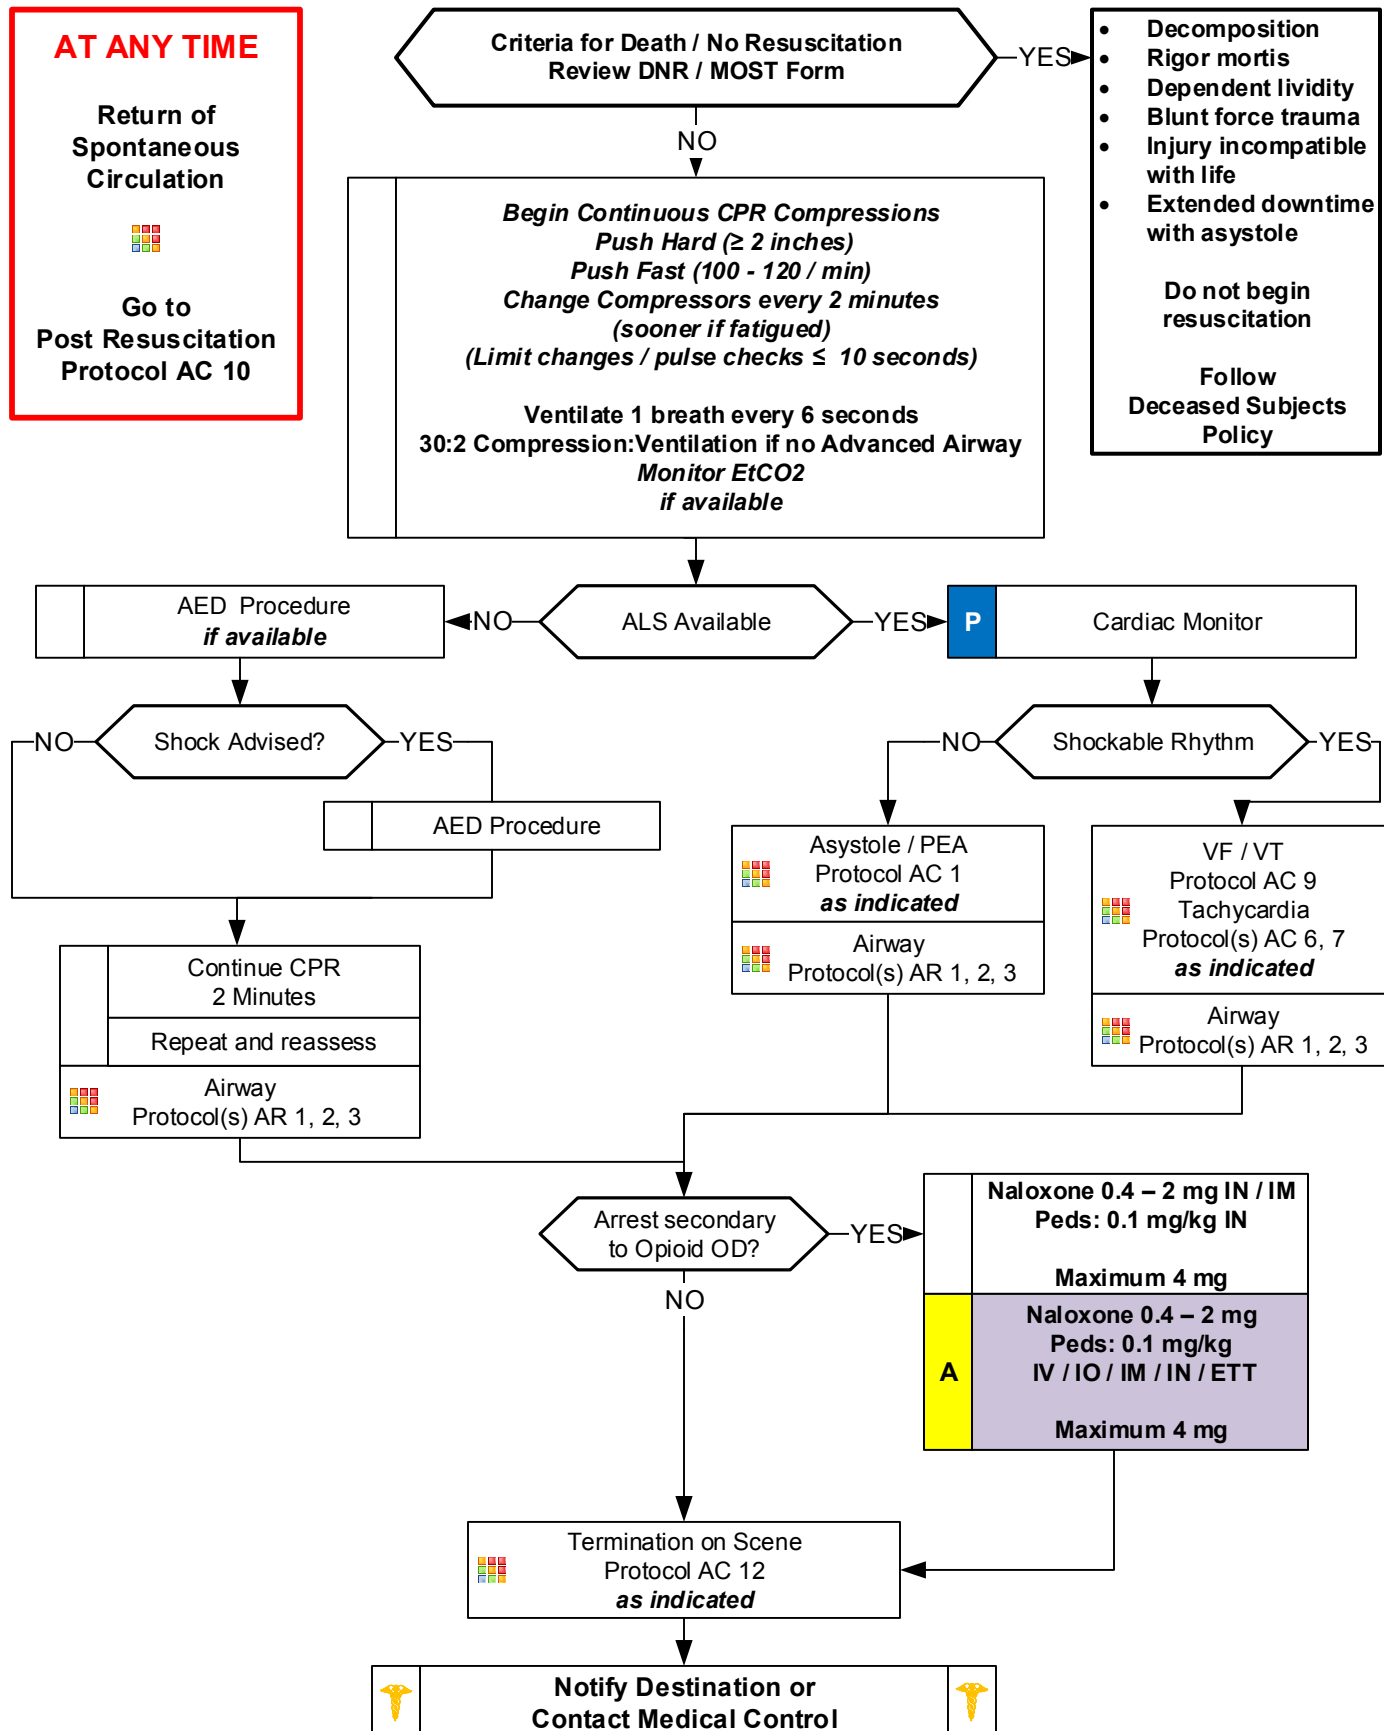 AT ANY TIME
Return of
Spontaneous
Circulation
Go to
Post Resuscitation
Protocol AC 10
Criteria for Death / No Resuscitation
Review DNR / MOST Form
YES
• Decomposition
• Rigor mortis
• Dependent lividity
• Blunt force trauma
• Injury incompatible
with life
• Extended downtime
with asystole
Do not begin
resuscitation
Follow
Deceased Subjects
Policy
NO
Begin Continuous CPR Compressions
Push Hard (≥ 2 inches)
Push Fast (100 - 120 / min)
Change Compressors every 2 minutes
(sooner if fatigued)
(Limit changes / pulse checks ≤ 10 seconds)
Ventilate 1 breath every 6 seconds
30:2 Compression:Ventilation if no Advanced Airway
Monitor EtCO2
if available
AED Procedure
if available
NO
ALS Available
YES
P
Cardiac Monitor
NO
Shock Advised?
YES
AED Procedure
NO
Shockable Rhythm
YES
Asystole / PEA
Protocol AC 1
as indicated
Airway
Protocol(s) AR 1, 2, 3
VF / VT
Protocol AC 9
Tachycardia
Protocol(s) AC 6, 7
as indicated
Airway
Protocol(s) AR 1, 2, 3
Continue CPR
2 Minutes
Repeat and reassess
Airway
Protocol(s) AR 1, 2, 3
Arrest secondary
to Opioid OD?
YES
Naloxone 0.4 – 2 mg IN / IM
Peds: 0.1 mg/kg IN
Maximum 4 mg
A
Naloxone 0.4 – 2 mg
Peds: 0.1 mg/kg
IV / IO / IM / IN / ETT
Maximum 4 mg
NO
Termination on Scene
Protocol AC 12
as indicated
Notify Destination or
Contact Medical Control